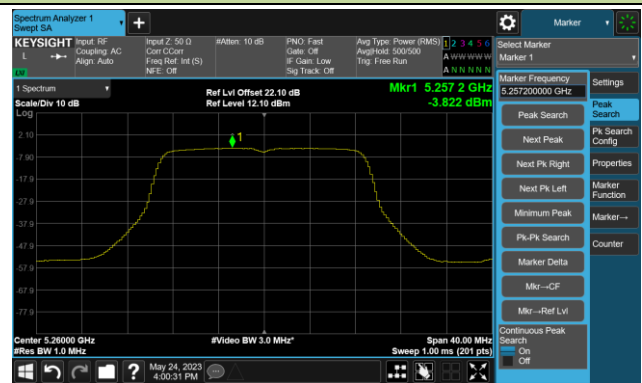 Spectrum Analyzer 1
Swept SA
Marker
KEYSIGHT
L
LV
Input: RF
Coupling: AC
Align: Auto
Input Z: 50 Ω
Corr CCorr
Freq Ref: Int (S)
NFE: Off
#Atten: 10 dB
PNO: Fast
Gate: Off
IF Gain: Low
Sig Track: Off
Avg Type: Power (RMS)
Avg|Hold: 500/500
Trig: Free Run
1 2 3 4 5 6
A W W W W W
A N N N N N
Select Marker
Marker 1
1 Spectrum
Scale/Div 10 dB
Log
Ref Lvl Offset 22.10 dB
Ref Level 12.10 dBm
Mkr1 5.257 2 GHz
-3.822 dBm
1
2.10
-7.90
-17.9
-27.9
-37.9
-47.9
-57.9
-67.9
-77.9
Center 5.26000 GHz
#Res BW 1.0 MHz
#Video BW 3.0 MHz*
Span 40.00 MHz
Sweep 1.00 ms (201 pts)
Marker Frequency
5.257200000 GHz
Peak Search
Next Peak
Next Pk Right
Next Pk Left
Minimum Peak
Pk-Pk Search
Marker Delta
Mkr→CF
Mkr→Ref Lvl
Continuous Peak
Search
On
Off
Settings
Peak
Search
Pk Search
Config
Properties
Marker
Function
Marker→
Counter
?
May 24, 2023
4:00:31 PM